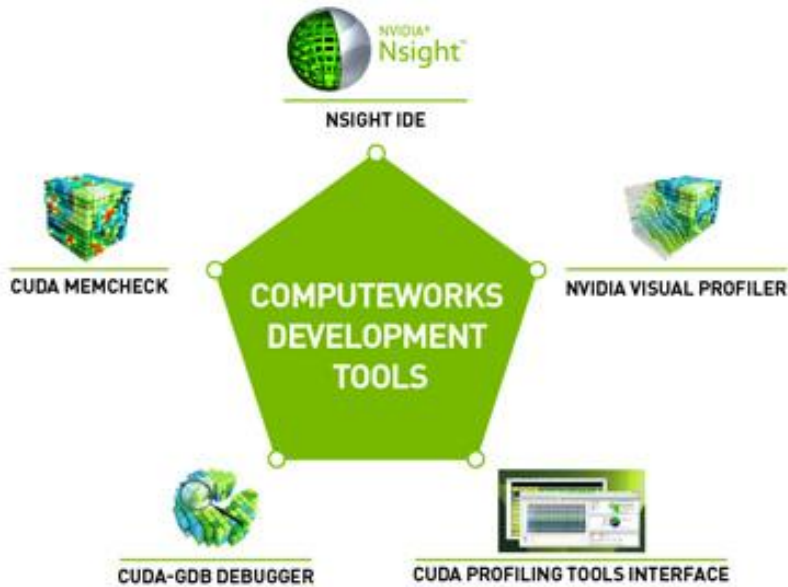 NVIDIA®
Nsight™
NSIGHT IDE
CUDA MEMCHECK
NVIDIA VISUAL PROFILER
COMPUTEWORKS
DEVELOPMENT
TOOLS
CUDA-GDB DEBUGGER
CUDA PROFILING TOOLS INTERFACE